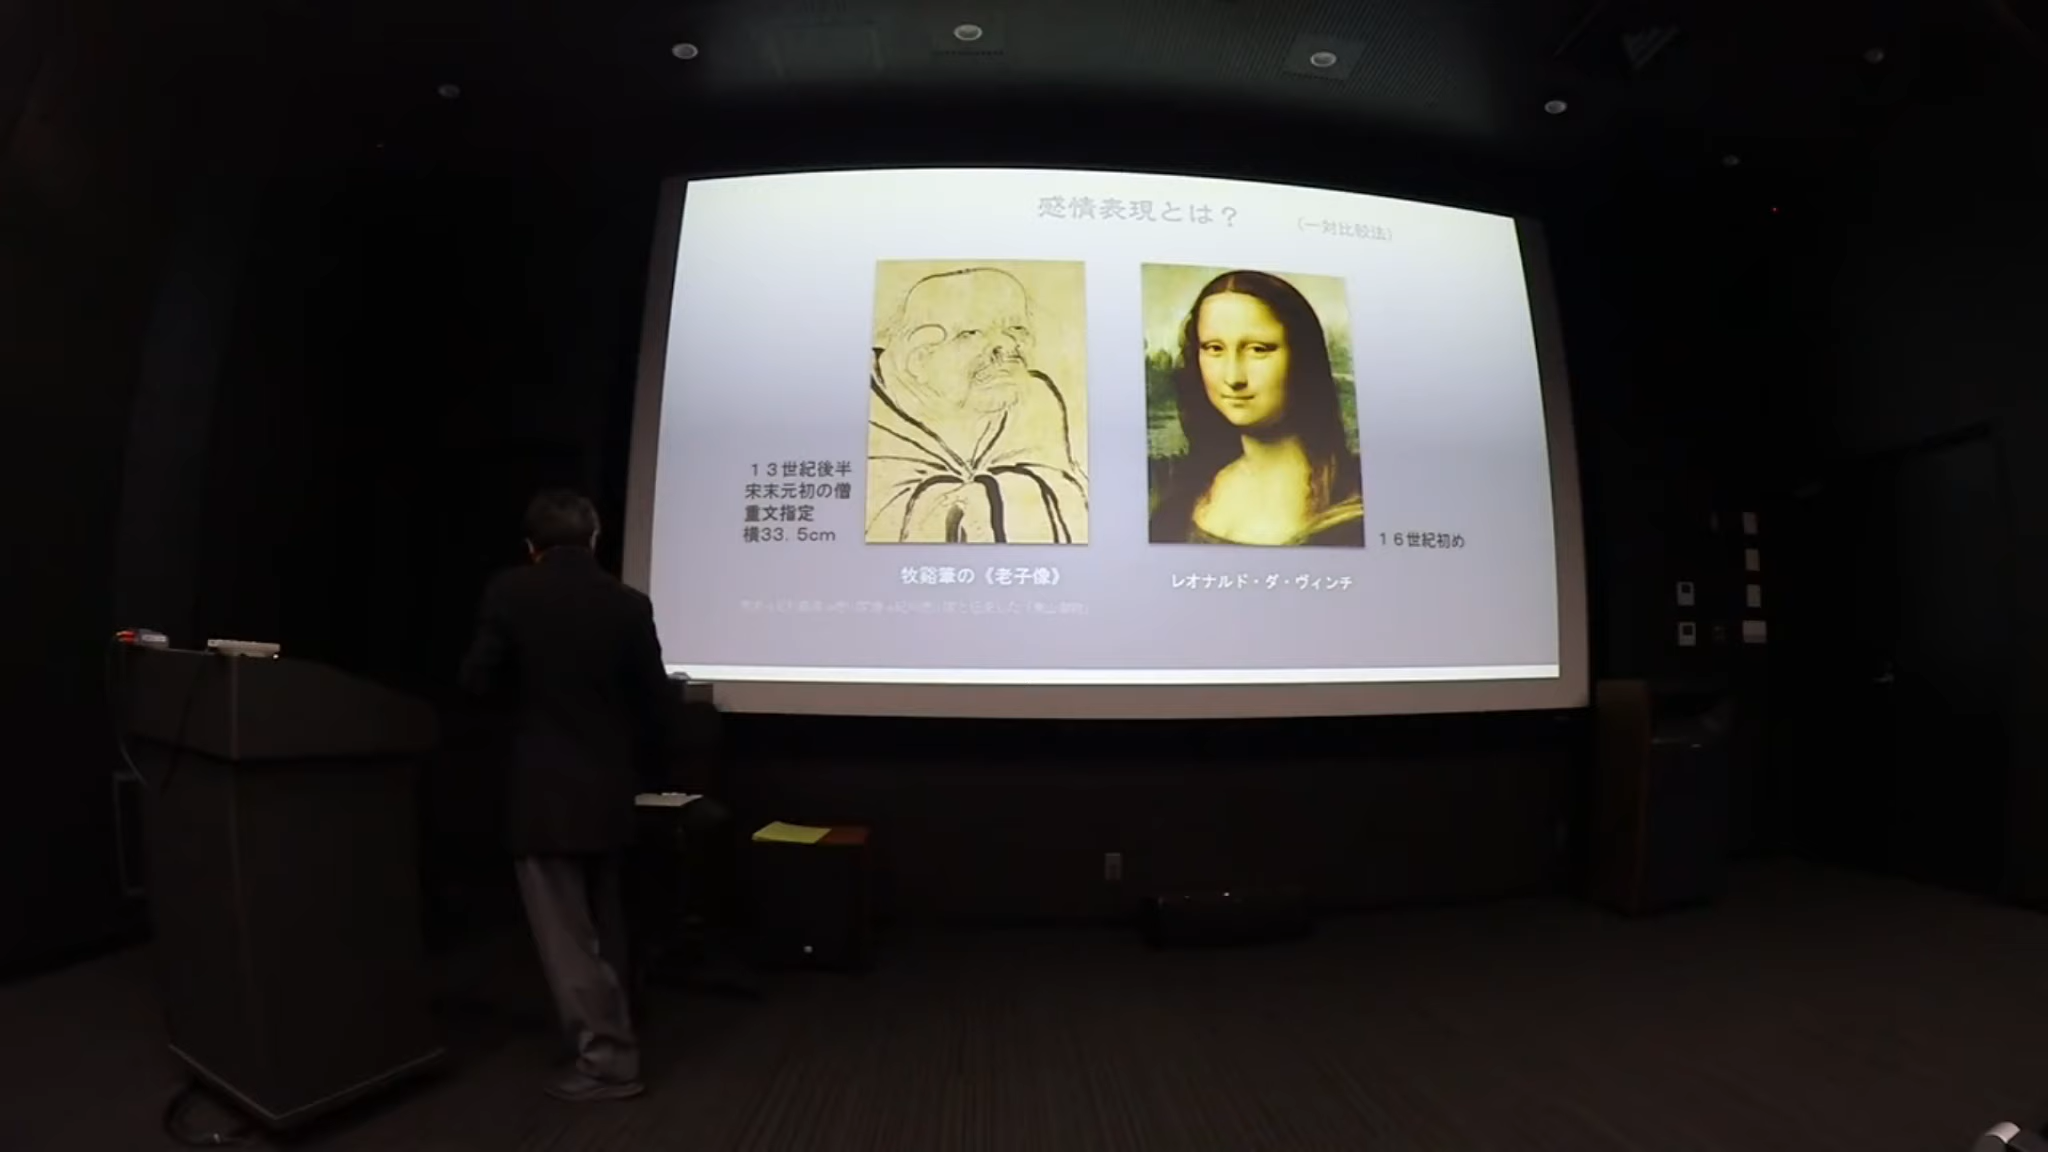 感情表現とは？
（一対比較法）
１３世紀後半
宋末元初の僧
重文指定
横33.5cm
牧谿筆の《老子像》
１６世紀初め
レオナルド・ダ・ヴィンチ